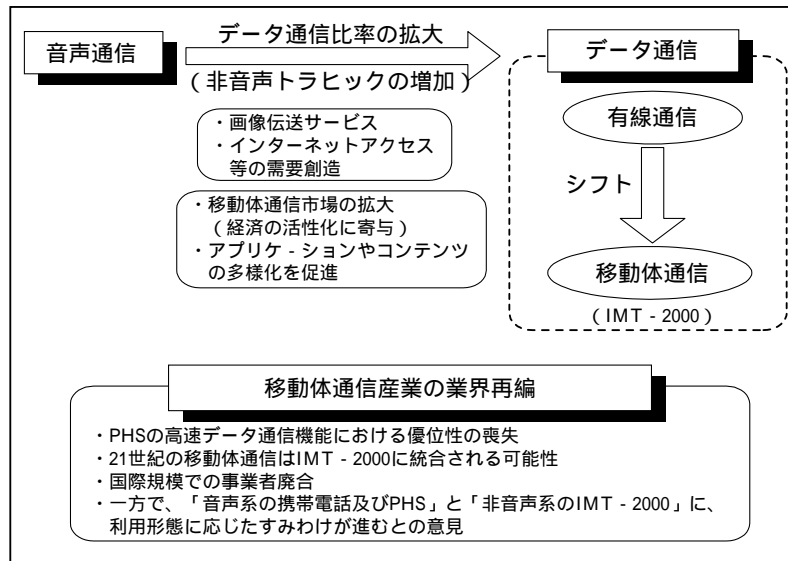 音声通信
データ通信比率の拡大
(非音声トラヒックの増加)
データ通信
・画像伝送サービス
・インターネットアクセス
等の需要創造
・移動体通信市場の拡大
(経済の活性化に寄与)
・アプリケ-ションやコンテンツ
の多様化を促進
有線通信
シフト
移動体通信
(IMT-2000)
移動体通信産業の業界再編
・PHSの高速データ通信機能における優位性の喪失
・21世紀の移動体通信はIMT-2000に統合される可能性
・国際規模での事業者廃合
・一方で、「音声系の携帯電話及びPHS」と「非音声系のIMT-2000」に、
利用形態に応じたすみわけが進むとの意見